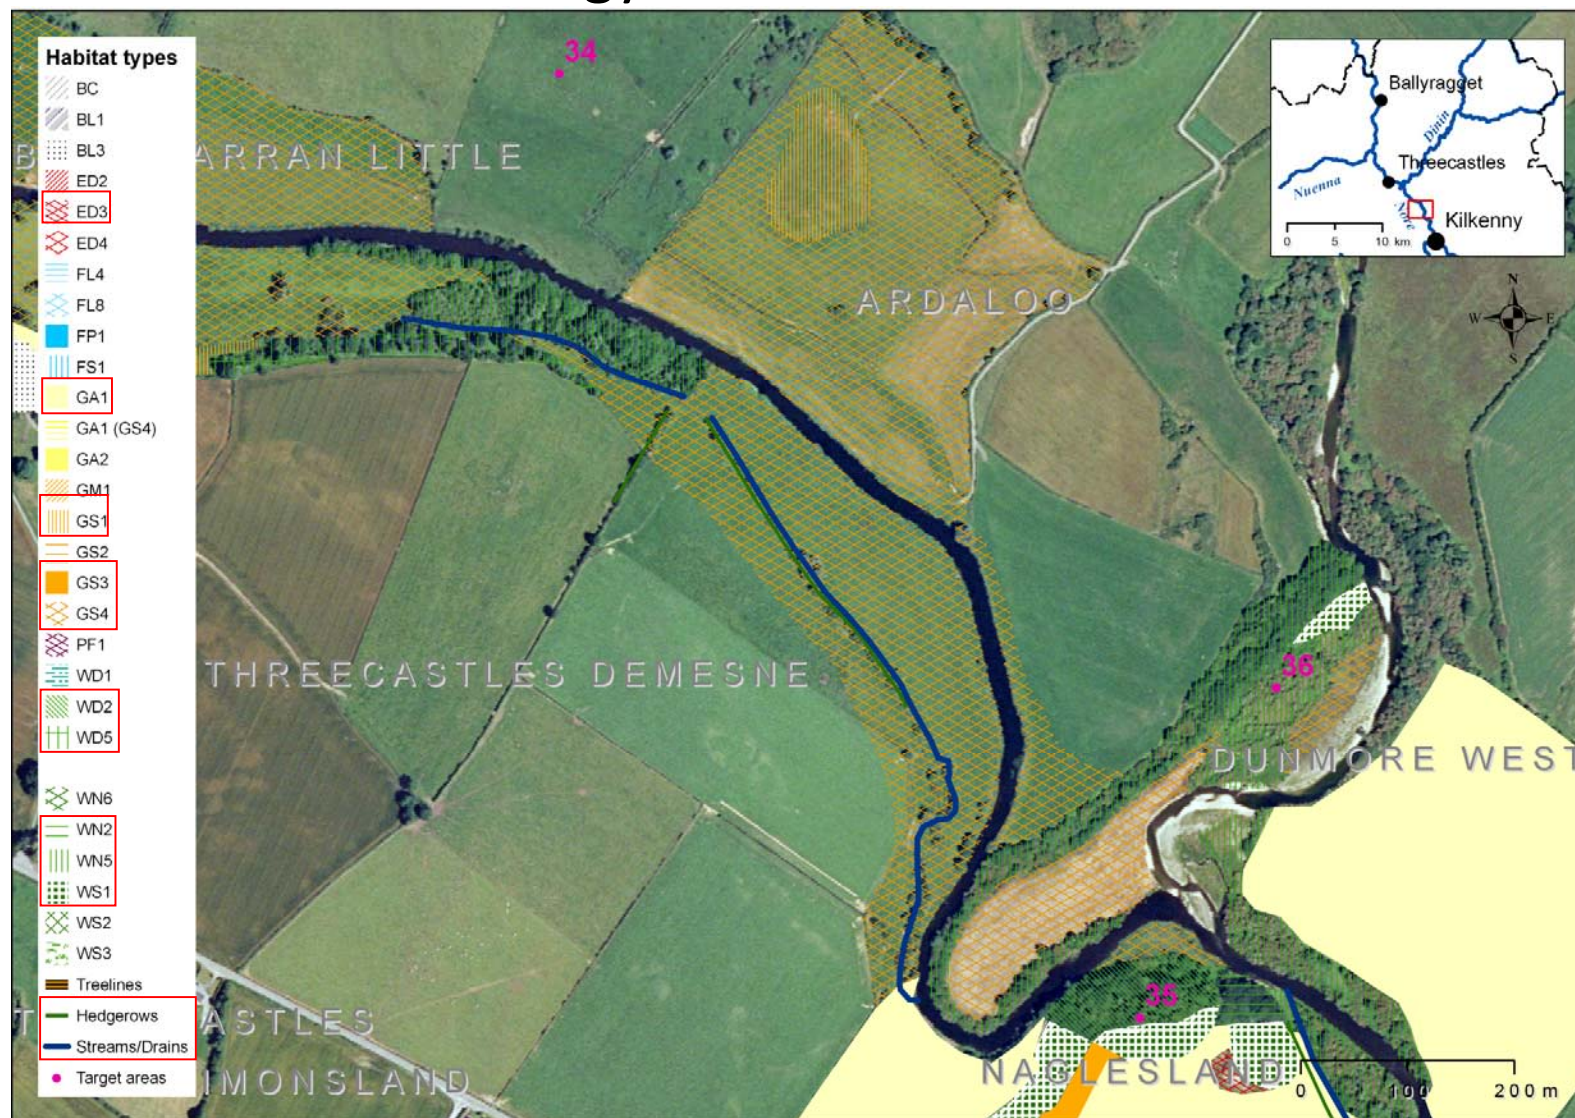 Habitat types
BC
BL1
BL3
ED2
ED3
ED4
FL4
FL8
FP1
FS1
GA1
GA1 (GS4)
GA2
GM1
GS1
GS2
GS3
GS4
PF1
WD1
WD2
WD5
WN6
WN2
WN5
WS1
WS2
WS3
Treelines
Hedgerows
Streams/Drains
Target areas
34
ARRAN LITTLE
ARDALOO
THREECASTLES DEMESNE
36
DUNMORE WEST
35
NAGLESLAND
ASTLES
IMONSLAND
Ballyragget
Dinin
Threecastles
Nuenna
Nore
Kilkenny
0 5 10 km
N
W E
S
0 100 200 m